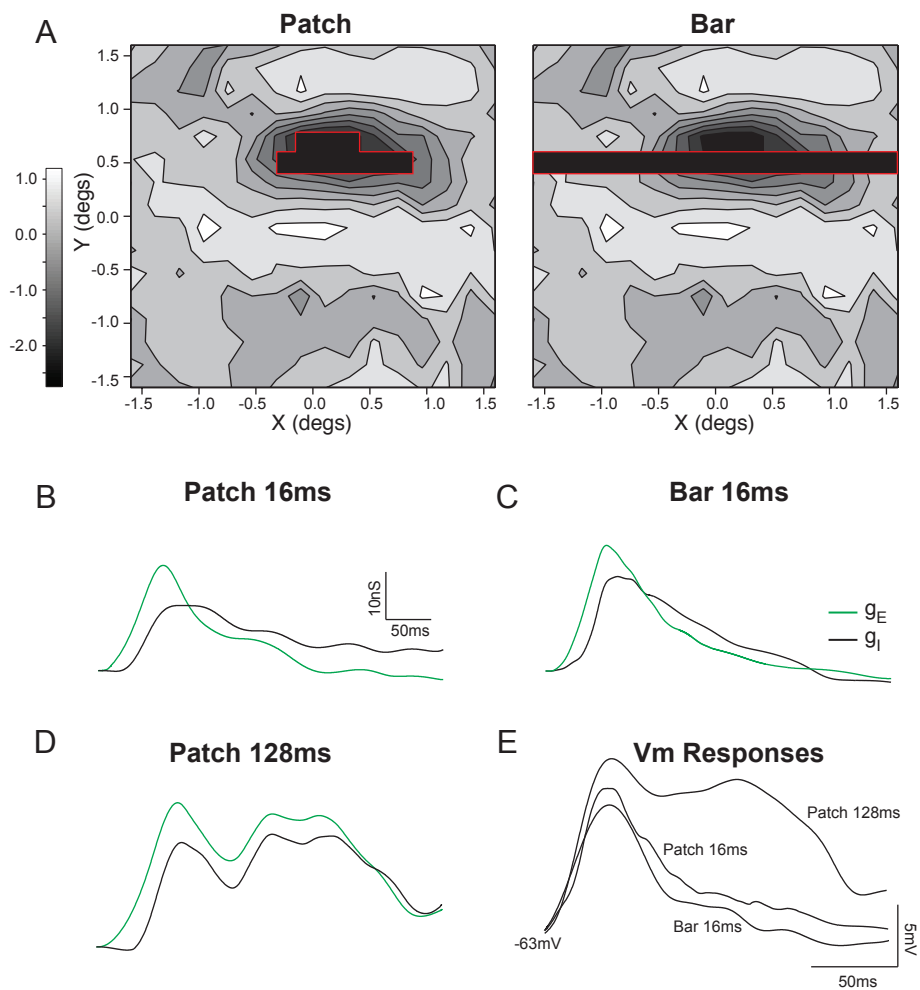 A
Patch
Bar
1.5
1.0
0.5
0.0
-0.5
-1.0
-1.5
Y (degs)
1.0
0.0
-1.0
-2.0
-1.5 -1.0 -0.5 0.0 0.5 1.0 1.5
X (degs)
-1.5 -1.0 -0.5 0.0 0.5 1.0 1.5
X (degs)
B
Patch 16ms
10nS
50ms
C
Bar 16ms
gE
gI
D
Patch 128ms
E
Vm Responses
Patch 128ms
Patch 16ms
Bar 16ms
-63mV
5mV
50ms